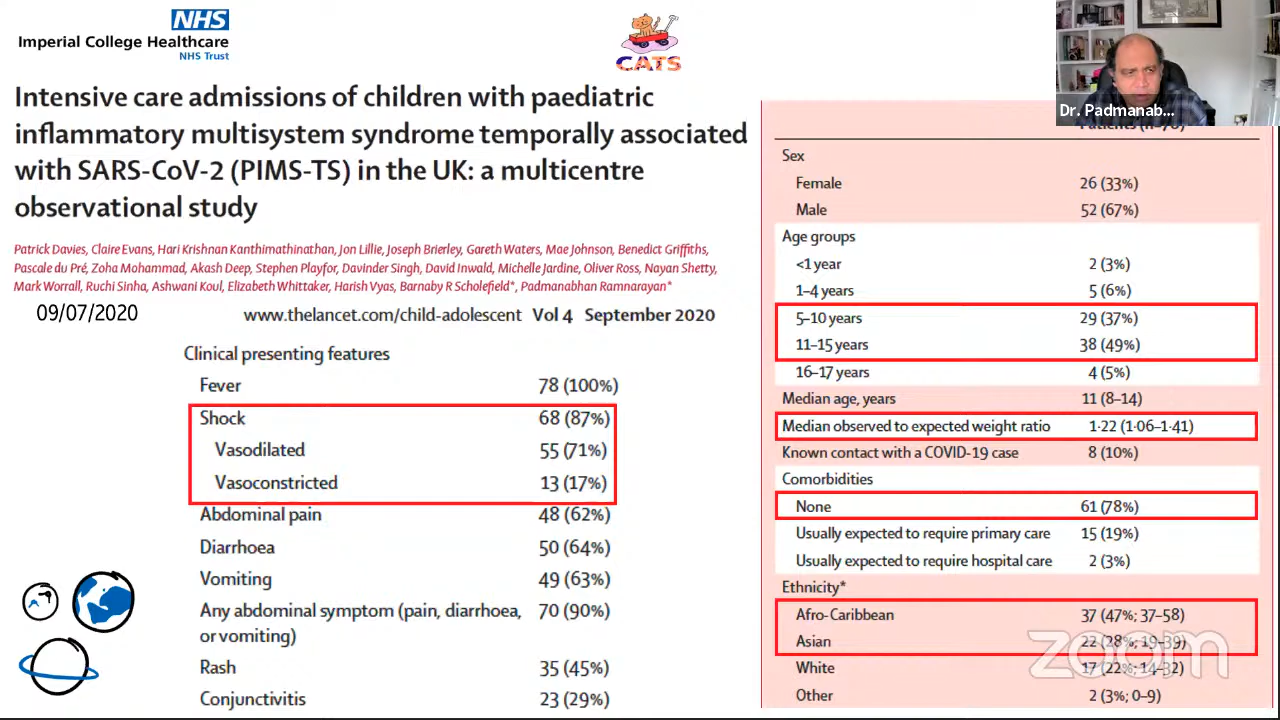 NHS
Imperial College Healthcare
NHS Trust
CATS
Dr. Padmanab...
Intensive care admissions of children with paediatric
inflammatory multisystem syndrome temporally associated
with SARS-CoV-2 (PIMS-TS) in the UK: a multicentre
observational study
Patrick Davies, Claire Evans, Hari Krishnan Kanthimathinathan, Jon Lillie, Joseph Brierley, Gareth Waters, Mae Johnson, Benedict Griffiths,
Pascale du Pré, Zoha Mohammad, Akash Deep, Stephen Playfor, Davinder Singh, David Inwald, Michelle Jardine, Oliver Ross, Nayan Shetty,
Mark Worrall, Ruchi Sinha, Ashwani Koul, Elizabeth Whittaker, Harish Vyas, Barnaby R Scholefield*, Padmanabhan Ramnarayan*
09/07/2020
www.thelancet.com/child-adolescent Vol 4 September 2020
Clinical presenting features
Fever 78 (100%)
Shock 68 (87%)
Vasodilated 55 (71%)
Vasoconstricted 13 (17%)
Abdominal pain 48 (62%)
Diarrhoea 50 (64%)
Vomiting 49 (63%)
Any abdominal symptom (pain, diarrhoea, 70 (90%)
or vomiting)
Rash 35 (45%)
Conjunctivitis 23 (29%)
Sex
Female 26 (33%)
Male 52 (67%)
Age groups
<1 year 2 (3%)
1–4 years 5 (6%)
5–10 years 29 (37%)
11–15 years 38 (49%)
16–17 years 4 (5%)
Median age, years 11 (8–14)
Median observed to expected weight ratio 1·22 (1·06–1·41)
Known contact with a COVID-19 case 8 (10%)
Comorbidities
None 61 (78%)
Usually expected to require primary care 15 (19%)
Usually expected to require hospital care 2 (3%)
Ethnicity*
Afro-Caribbean 37 (47%; 37–58)
Asian 22 (28%; 19–39)
White 17 (22%; 14–32)
Other 2 (3%; 0–9)
zoom